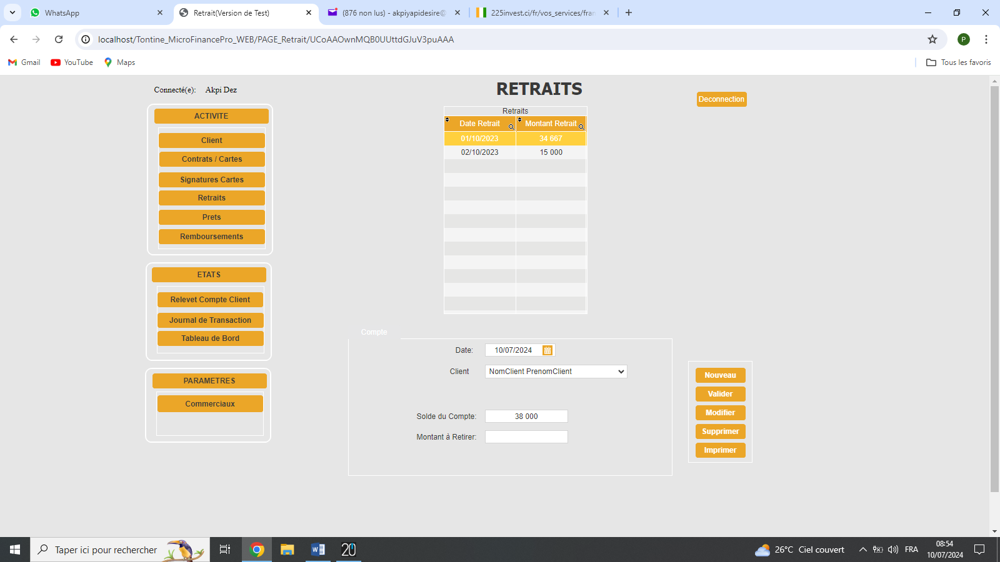 WhatsApp
Retrait(Version de Test)
(876 non lus) - akpiyapidesire@
225invest.ci/fr/vos_services/fran
localhost/Tontine_MicroFinancePro_WEB/PAGE_Retrait/UCoAAOwnMQB0UUttdGJuV3puAAA
P
Gmail
YouTube
Maps
Tous les favoris
Connecté(e): Akpi Dez
RETRAITS
Deconnection
ACTIVITE
Client
Contrats / Cartes
Signatures Cartes
Retraits
Prets
Remboursements
ETATS
Relevet Compte Client
Journal de Transaction
Tableau de Bord
PARAMETRES
Commerciaux
Retraits
Date Retrait Montant Retrait
01/10/2023 34 667
02/10/2023 15 000
Compte
Date: 10/07/2024
Client NomClient PrenomClient
Solde du Compte: 38 000
Montant à Retirer:
Nouveau
Valider
Modifier
Supprimer
Imprimer
Taper ici pour rechercher
W
20
26°C Ciel couvert
FRA
08:54
10/07/2024